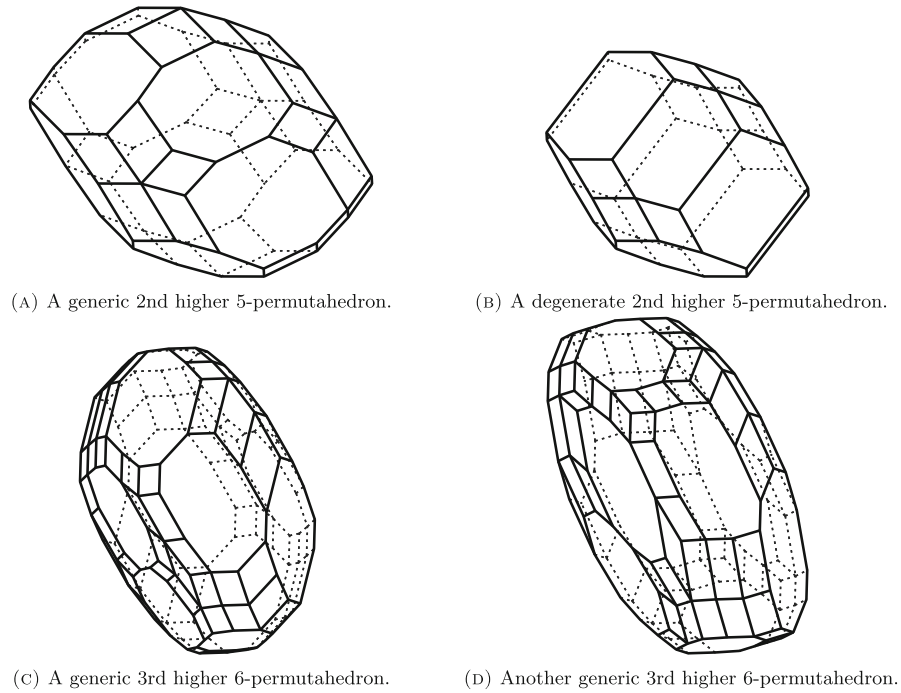 (A) A generic 2nd higher 5-permutahedron.
(B) A degenerate 2nd higher 5-permutahedron.
(C) A generic 3rd higher 6-permutahedron.
(D) Another generic 3rd higher 6-permutahedron.